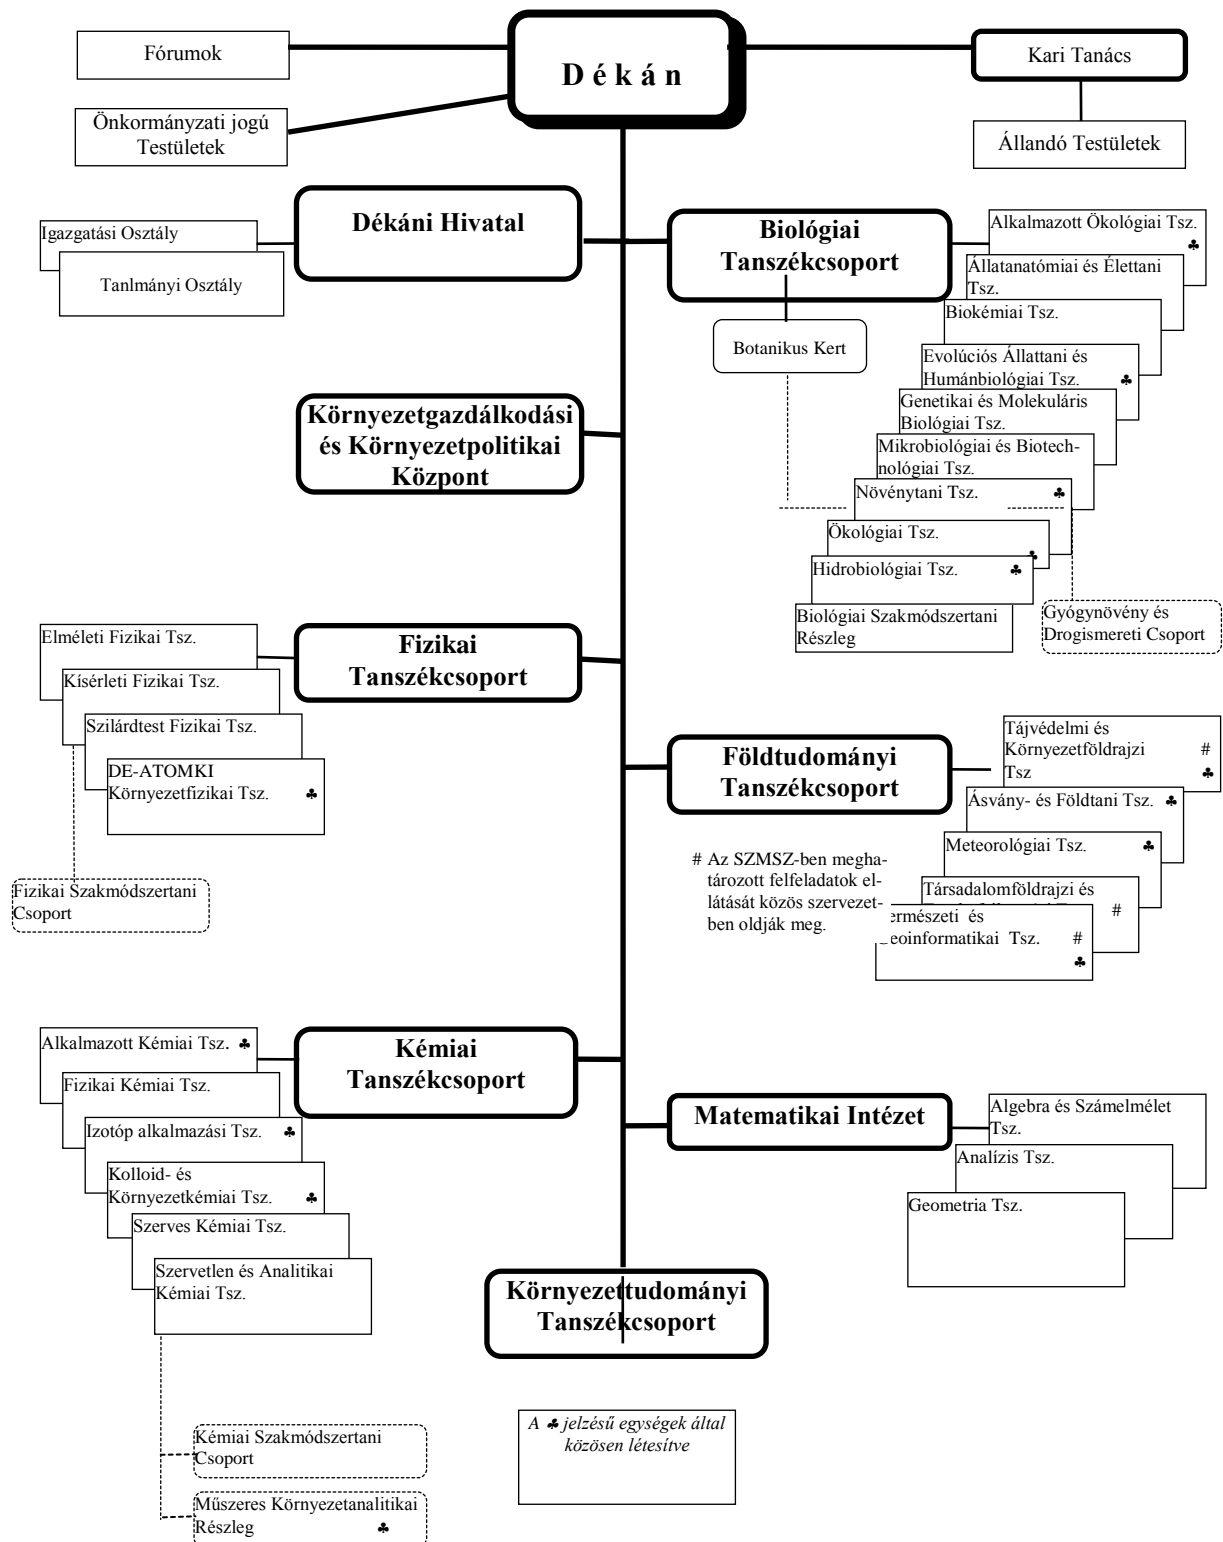 Fórumok
D é k á n
Kari Tanács
Önkormányzati jogú
Testületek
Állandó Testületek
Dékáni Hivatal
Igazgatási Osztály
Tanlmányi Osztály
Biológiai
Tanszékcsoport
Botanikus Kert
Alkalmazott Ökológiai Tsz.
♣
Állatanatómiai és Élettani
Tsz.
Biokémiai Tsz.
Evolúciós Állattani és
Humánbiológiai Tsz. ♣
Genetikai és Molekuláris
Biológiai Tsz.
Mikrobiológiai és Biotech-
nológiai Tsz.
Növénytani Tsz. ♣
Ökológiai Tsz.
♣
Hidrobiológiai Tsz. ♣
Biológiai Szakmódszertani
Részleg
Gyógynövény és
Drogismereti Csoport
Környezetgazdálkodási
és Környezetpolitikai
Központ
Fizikai
Tanszékcsoport
Elméleti Fizikai Tsz.
Kísérleti Fizikai Tsz.
Szilárdtest Fizikai Tsz.
DE-ATOMKI
Környezetfizikai Tsz. ♣
Fizikai Szakmódszertani
Csoport
Földtudományi
Tanszékcsoport
Tájvédelmi és
Környezetföldrajzi #
Tsz ♣
Ásvány- és Földtani Tsz. ♣
Meteorológiai Tsz. ♣
Társadalomföldrajzi és
#
ermészeti és
eoinformatikai Tsz. #
♣
# Az SZMSZ-ben megha-
tározott felfeladatok el-
látását közös szervezet-
ben oldják meg.
Kémiai
Tanszékcsoport
Alkalmazott Kémiai Tsz. ♣
Fizikai Kémiai Tsz.
Izotóp alkalmazási Tsz. ♣
Kolloid- és
Környezetkémiai Tsz. ♣
Szerves Kémiai Tsz.
Szervetlen és Analitikai
Kémiai Tsz.
Kémiai Szakmódszertani
Csoport
Műszeres Környezetanalitikai
Részleg ♣
Matematikai Intézet
Algebra és Számelmélet
Tsz.
Analízis Tsz.
Geometria Tsz.
Környezettudományi
Tanszékcsoport
A ♣ jelzésű egységek által
közösen létesítve